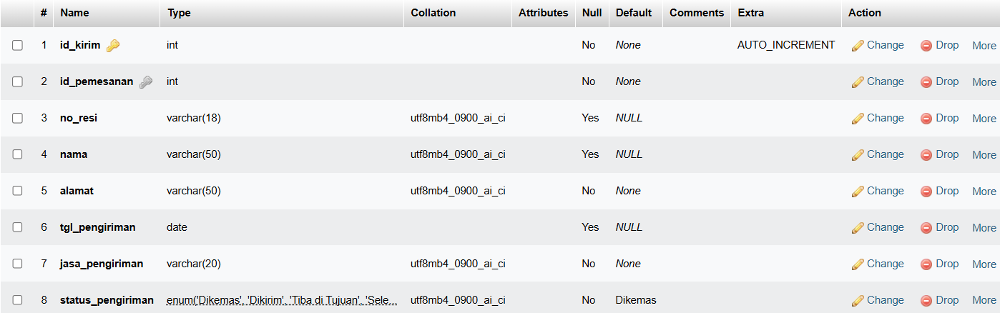 # Name Type Collation Attributes Null Default Comments Extra Action
1 id_kirim int No None AUTO_INCREMENT Change Drop More
2 id_pemesanan int No None Change Drop More
3 no_resi varchar(18) utf8mb4_0900_ai_ci Yes NULL Change Drop More
4 nama varchar(50) utf8mb4_0900_ai_ci Yes NULL Change Drop More
5 alamat varchar(50) utf8mb4_0900_ai_ci No None Change Drop More
6 tgl_pengiriman date Yes NULL Change Drop More
7 jasa_pengiriman varchar(20) utf8mb4_0900_ai_ci No None Change Drop More
8 status_pengiriman enum('Dikemas', 'Dikirim', 'Tiba di Tujuan', 'Sele... utf8mb4_0900_ai_ci No Dikemas Change Drop More